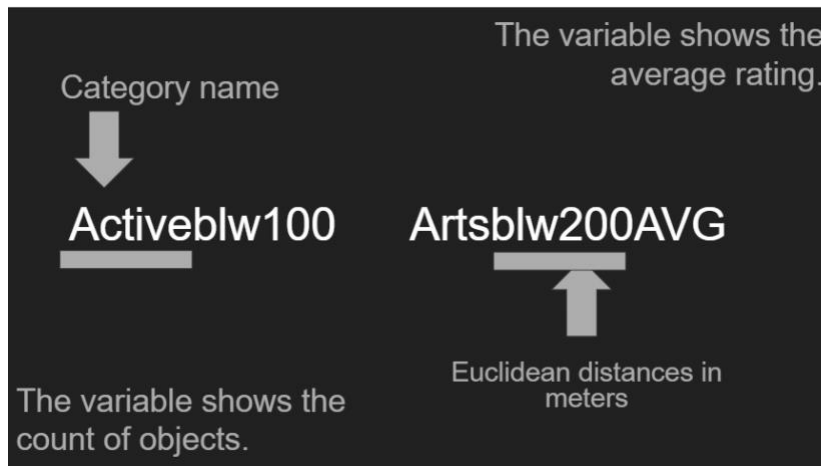 The variable shows the
average rating.
Category name
Activeblw100
Artsblw200AVG
Euclidean distances in
meters
The variable shows the
count of objects.